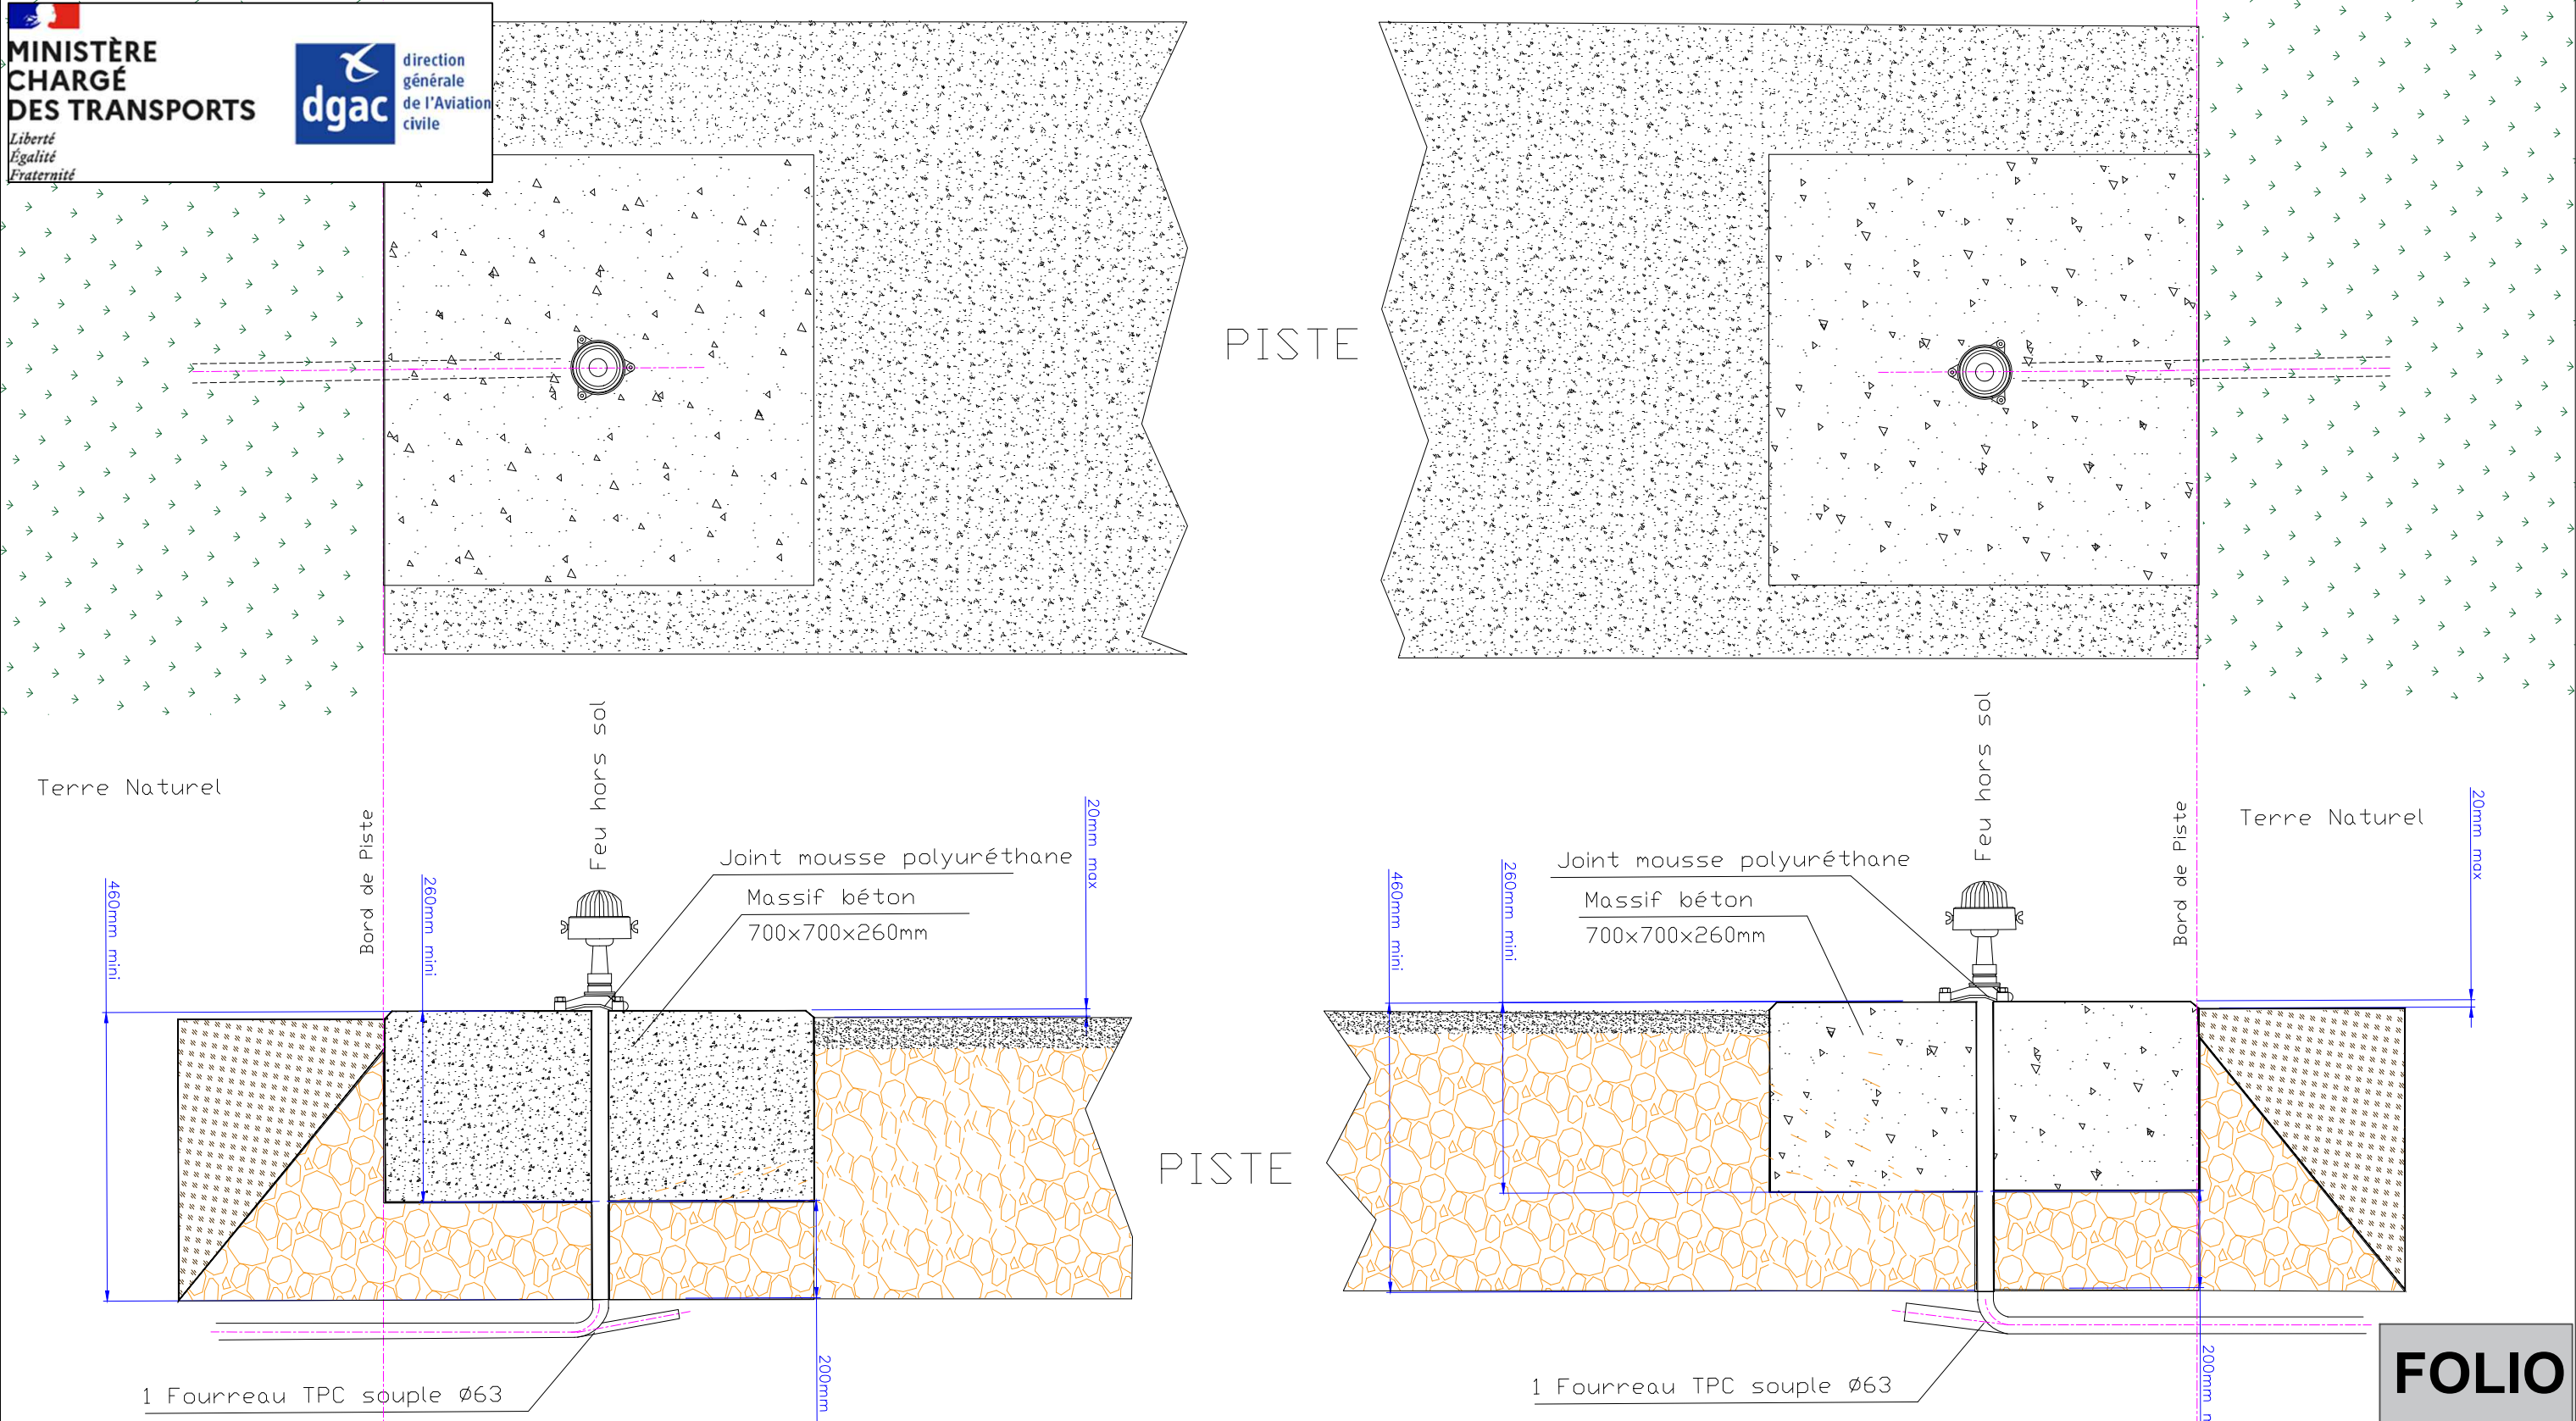 MINISTÈRE
CHARGÉ
DES TRANSPORTS
Liberté
Égalité
Fraternité
dgac
direction
générale
de l'Aviation
civile
PISTE
Terre Naturel
Bord de Piste
Feu hors sol
Joint mousse polyuréthane
Massif béton
700x700x260mm
460mm mini
260mm mini
20mm max
200mm
1 Fourreau TPC souple Ø63
PISTE
Feu hors sol
Bord de Piste
Terre Naturel
Joint mousse polyuréthane
Massif béton
700x700x260mm
460mm mini
260mm mini
20mm max
200mm
1 Fourreau TPC souple Ø63
FOLIO